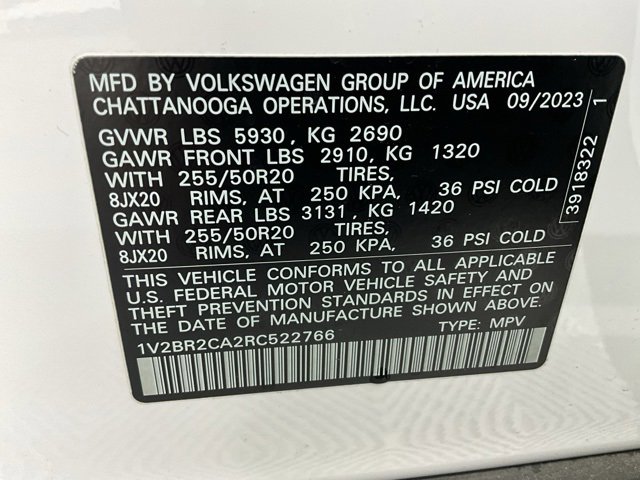 MFD BY VOLKSWAGEN GROUP OF AMERICA
CHATTANOOGA OPERATIONS, LLC. USA 09/2023
GVWR LBS 5930, KG 2690
GAWR FRONT LBS 2910, KG 1320
WITH 255/50R20 TIRES,
8JX20 RIMS, AT 250 KPA, 36 PSI COLD
GAWR REAR LBS 3131, KG 1420
WITH 255/50R20 TIRES,
8JX20 RIMS, AT 250 KPA, 36 PSI COLD
THIS VEHICLE CONFORMS TO ALL APPLICABLE
U.S. FEDERAL MOTOR VEHICLE SAFETY AND
THEFT PREVENTION STANDARDS IN EFFECT ON
THE DATE OF MANUFACTURE SHOWN ABOVE.
1V2BR2CA2RC522766 TYPE: MPV
3918322 1